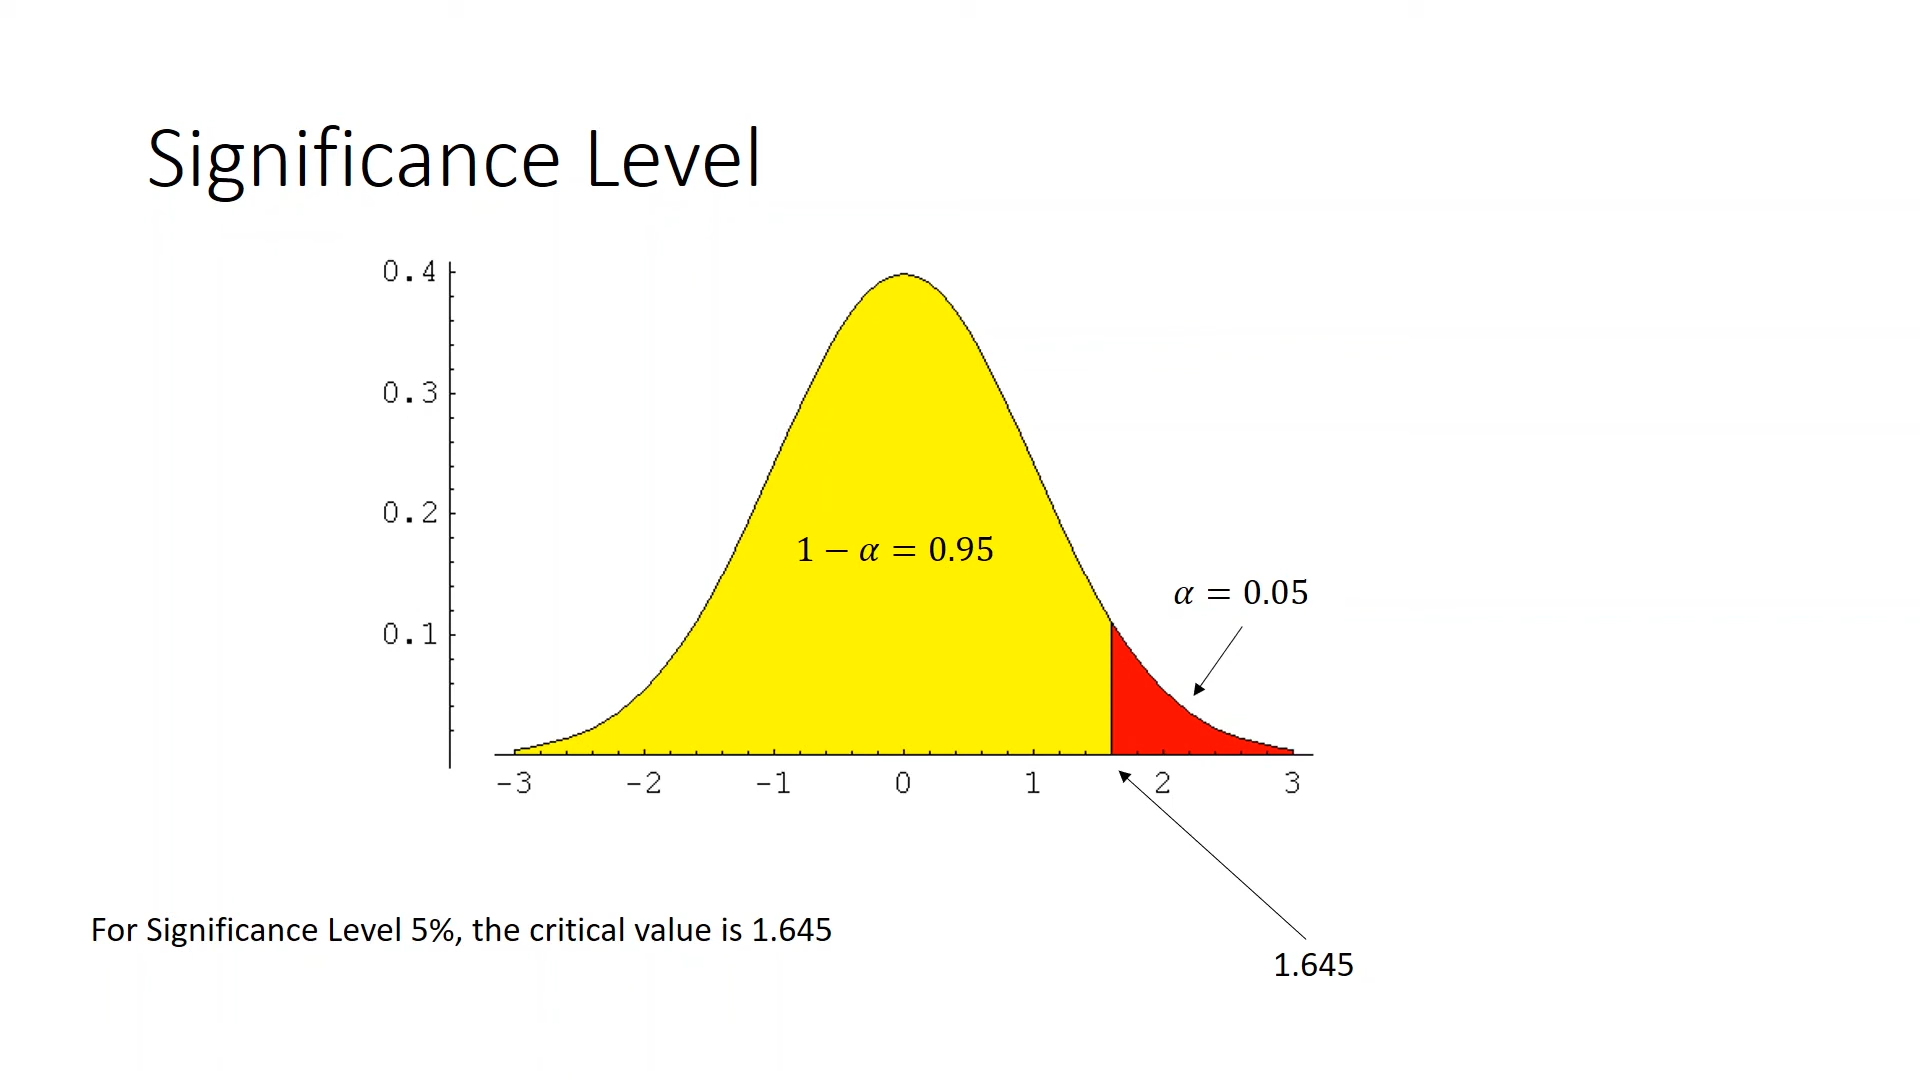 Significance Level
0.4
0.3
0.2
1 − α = 0.95
α = 0.05
0.1
-3 -2 -1 0 1 2 3
For Significance Level 5%, the critical value is 1.645
1.645